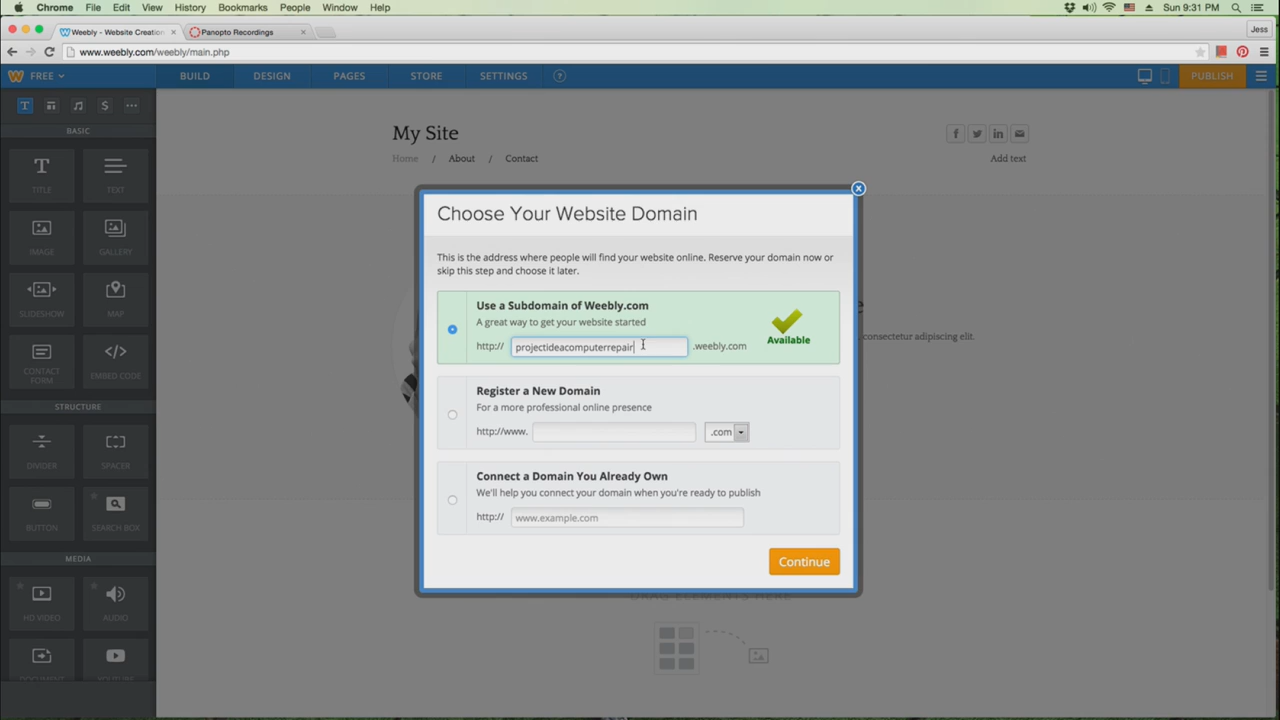 Chrome File Edit View History Bookmarks People Window Help Sun 9:31 PM
Weebly - Website Creation Panopto Recordings Jess
www.weebly.com/weebly/main.php
FREE BUILD DESIGN PAGES STORE SETTINGS ? PUBLISH
BASIC
TITLE TEXT
IMAGE GALLERY
SLIDESHOW MAP
CONTACT FORM EMBED CODE
STRUCTURE
DIVIDER SPACER
BUTTON SEARCH BOX
MEDIA
HD VIDEO AUDIO
My Site
Home / About / Contact Add text
Choose Your Website Domain
This is the address where people will find your website online. Reserve your domain now or
skip this step and choose it later.
Use a Subdomain of Weebly.com
A great way to get your website started
http:// projectideacomputerrepair .weebly.com
Available
Register a New Domain
For a more professional online presence
http://www. .com
Connect a Domain You Already Own
We'll help you connect your domain when you're ready to publish
http:// www.example.com
Continue
consectetur adipiscing elit.
DRAG ELEMENTS HERE